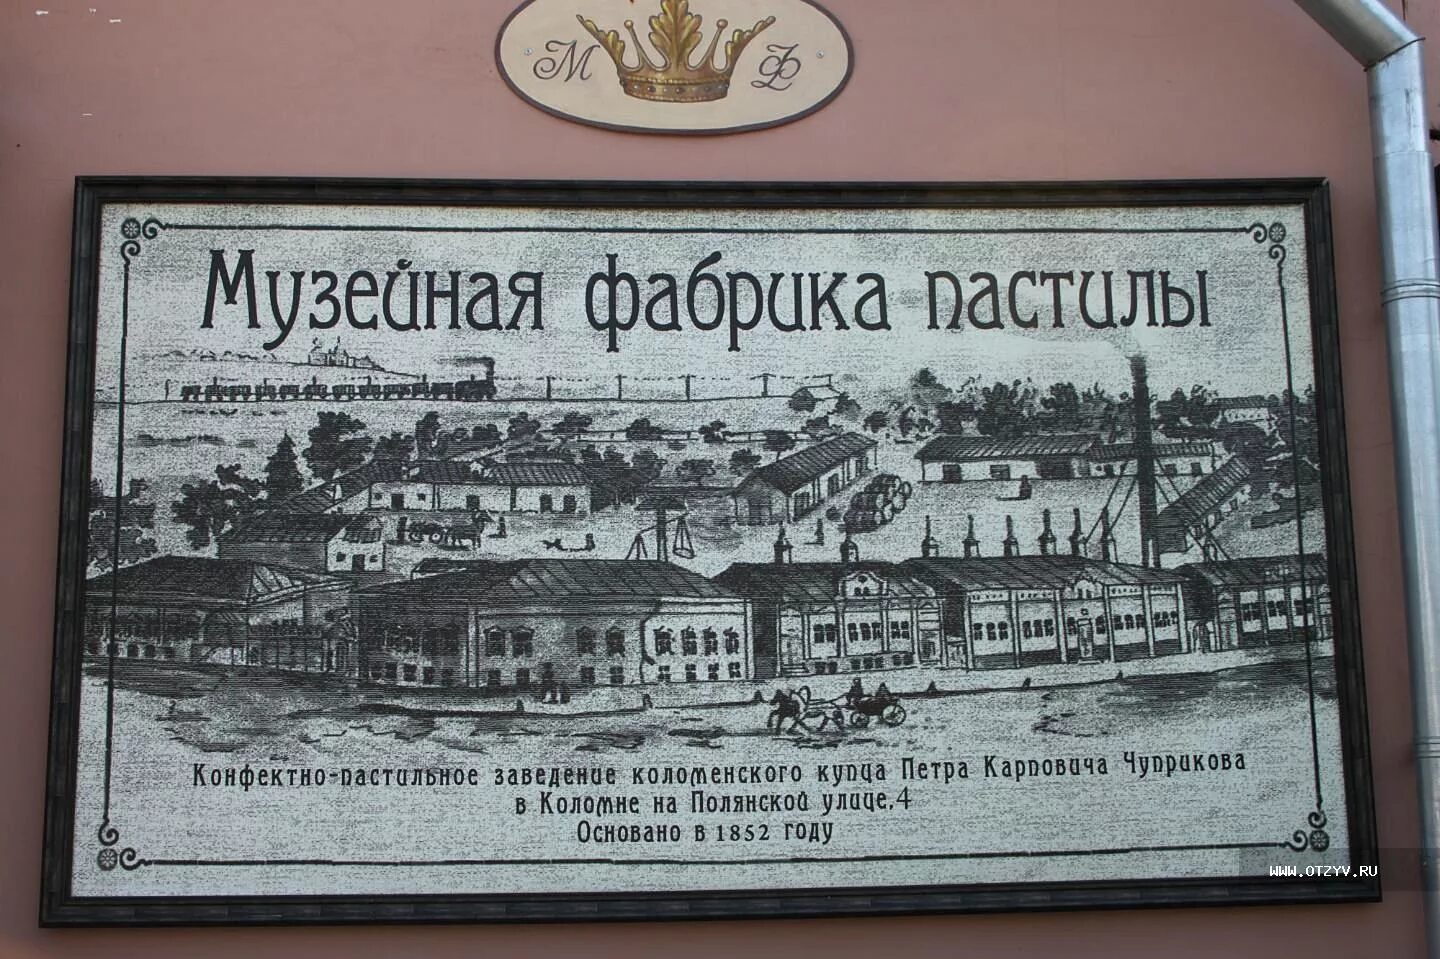 М Ф
Музейная фабрика пастилы
Конфектно-пастильное заведение коломенского купца Петра Карповича Чуприкова
в Коломне на Полянской улице,4
Основано в 1852 году
WWW.OTZYV.RU